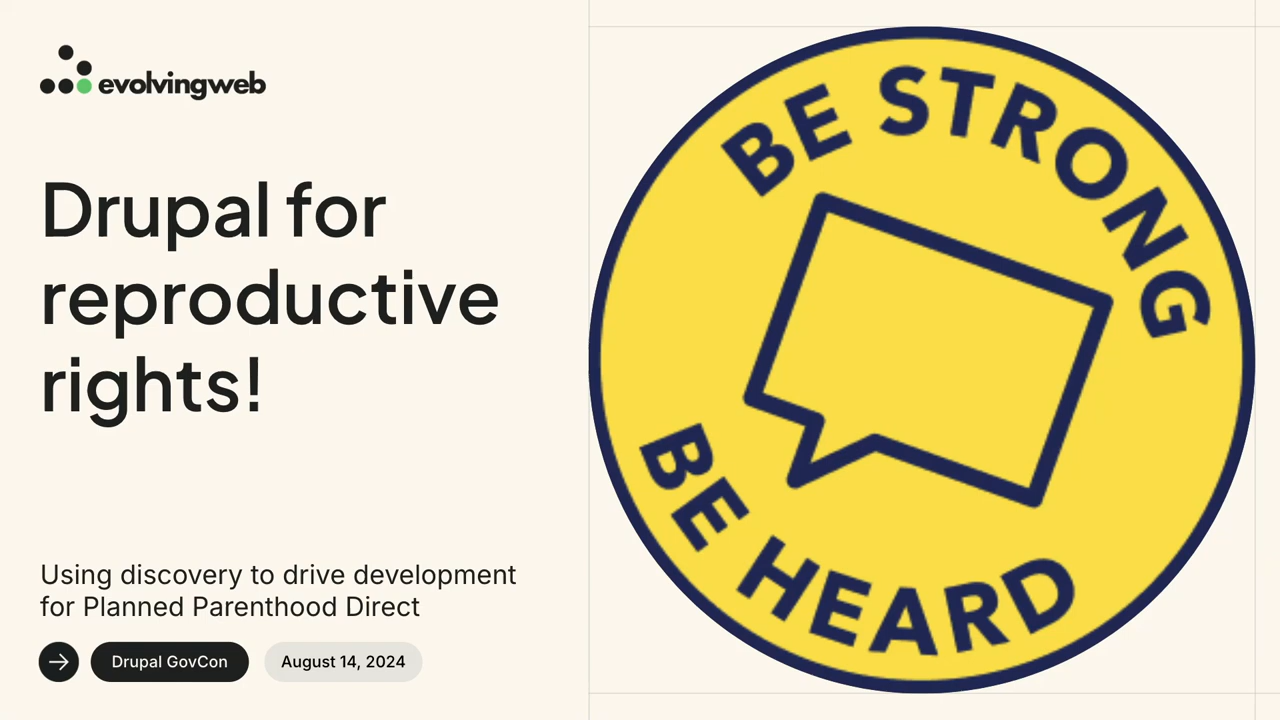 evolvingweb
Drupal for
reproductive
rights!
Using discovery to drive development
for Planned Parenthood Direct
Drupal GovCon
August 14, 2024
BE STRONG
BE HEARD